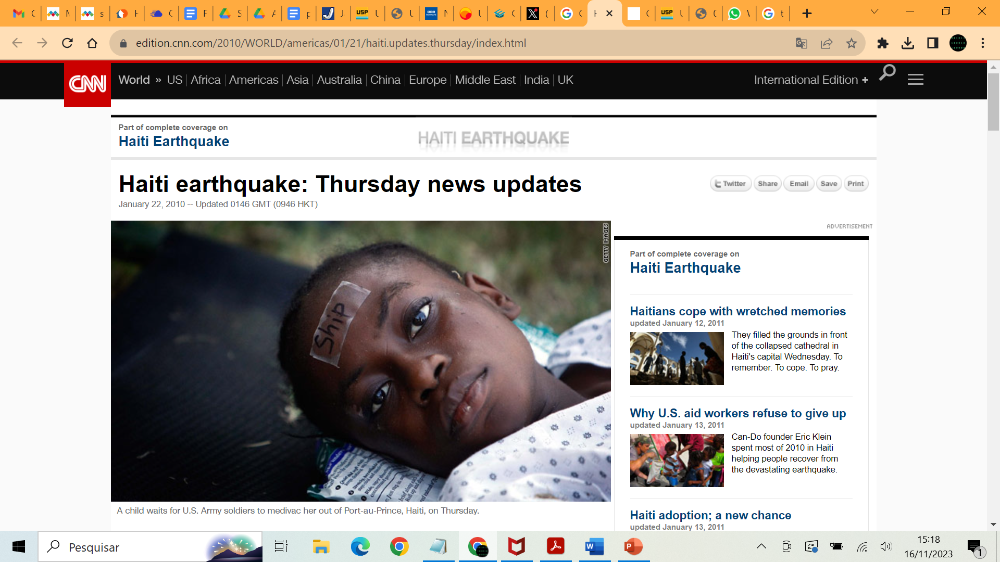 edition.cnn.com/2010/WORLD/americas/01/21/haiti.updates.thursday/index.html
CNN World » US Africa Americas Asia Australia China Europe Middle East India UK International Edition +
Part of complete coverage on
Haiti Earthquake
HAITI EARTHQUAKE
Haiti earthquake: Thursday news updates
January 22, 2010 -- Updated 0146 GMT (0946 HKT)
Twitter Share Email Save Print
GETTY IMAGES
Ship
A child waits for U.S. Army soldiers to medivac her out of Port-au-Prince, Haiti, on Thursday.
ADVERTISEMENT
Part of complete coverage on
Haiti Earthquake
Haitians cope with wretched memories
updated January 12, 2011
They filled the grounds in front
of the collapsed cathedral in
Haiti's capital Wednesday. To
remember. To cope. To pray.
Why U.S. aid workers refuse to give up
updated January 13, 2011
Can-Do founder Eric Klein
spent most of 2010 in Haiti
helping people recover from
the devastating earthquake.
Haiti adoption; a new chance
updated January 13, 2011
Pesquisar
15:18
16/11/2023
1